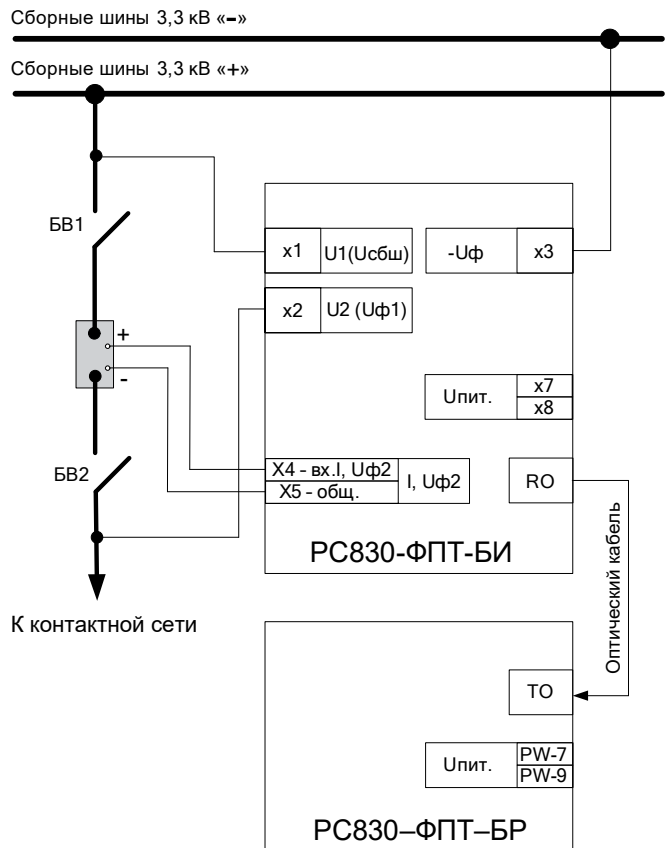 Сборные шины 3,3 кВ «-»
Сборные шины 3,3 кВ «+»
БВ1
x1 U1(Uсбш)
-Uф x3
x2 U2 (Uф1)
+
-
Uпит. x7
x8
БВ2
X4 - вх.I, Uф2
X5 - общ.
I, Uф2
RO
РС830-ФПТ-БИ
Оптический кабель
К контактной сети
TO
Uпит. PW-7
PW-9
РС830–ФПТ–БР